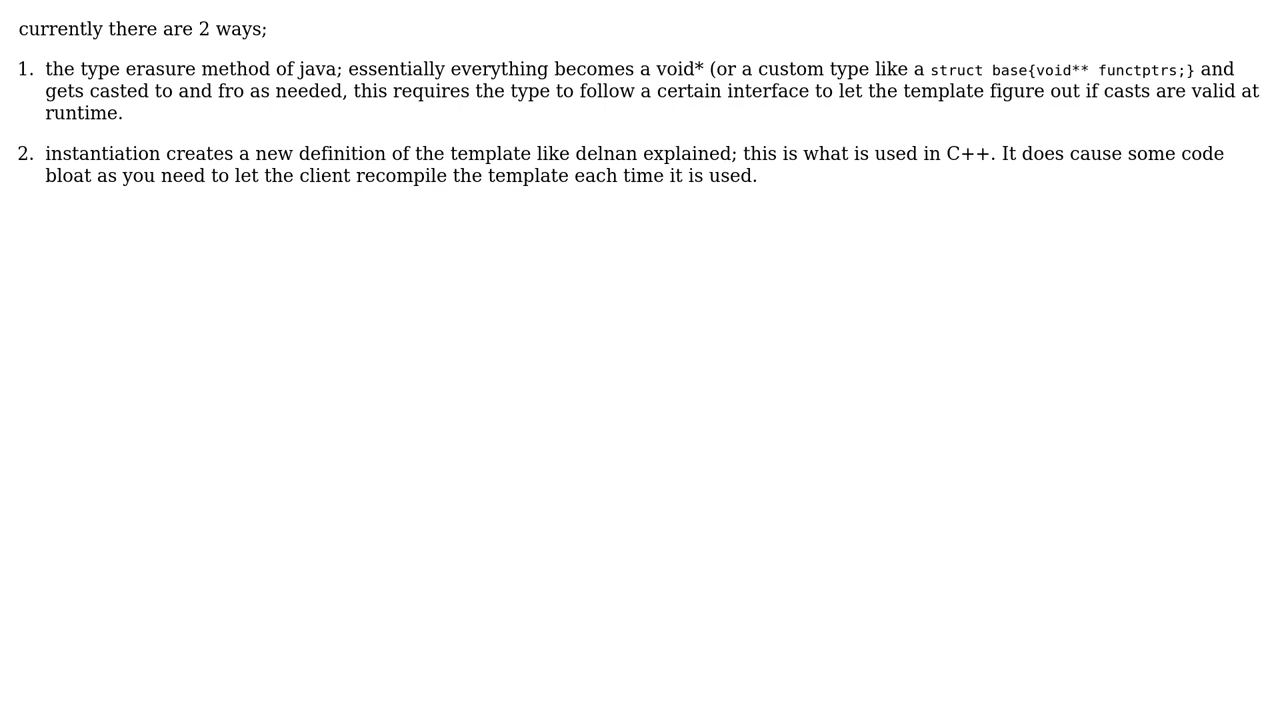 currently there are 2 ways;
1. the type erasure method of java; essentially everything becomes a void* (or a custom type like a struct base{void** functptrs;} and
gets casted to and fro as needed, this requires the type to follow a certain interface to let the template figure out if casts are valid at
runtime.
2. instantiation creates a new definition of the template like delnan explained; this is what is used in C++. It does cause some code
bloat as you need to let the client recompile the template each time it is used.